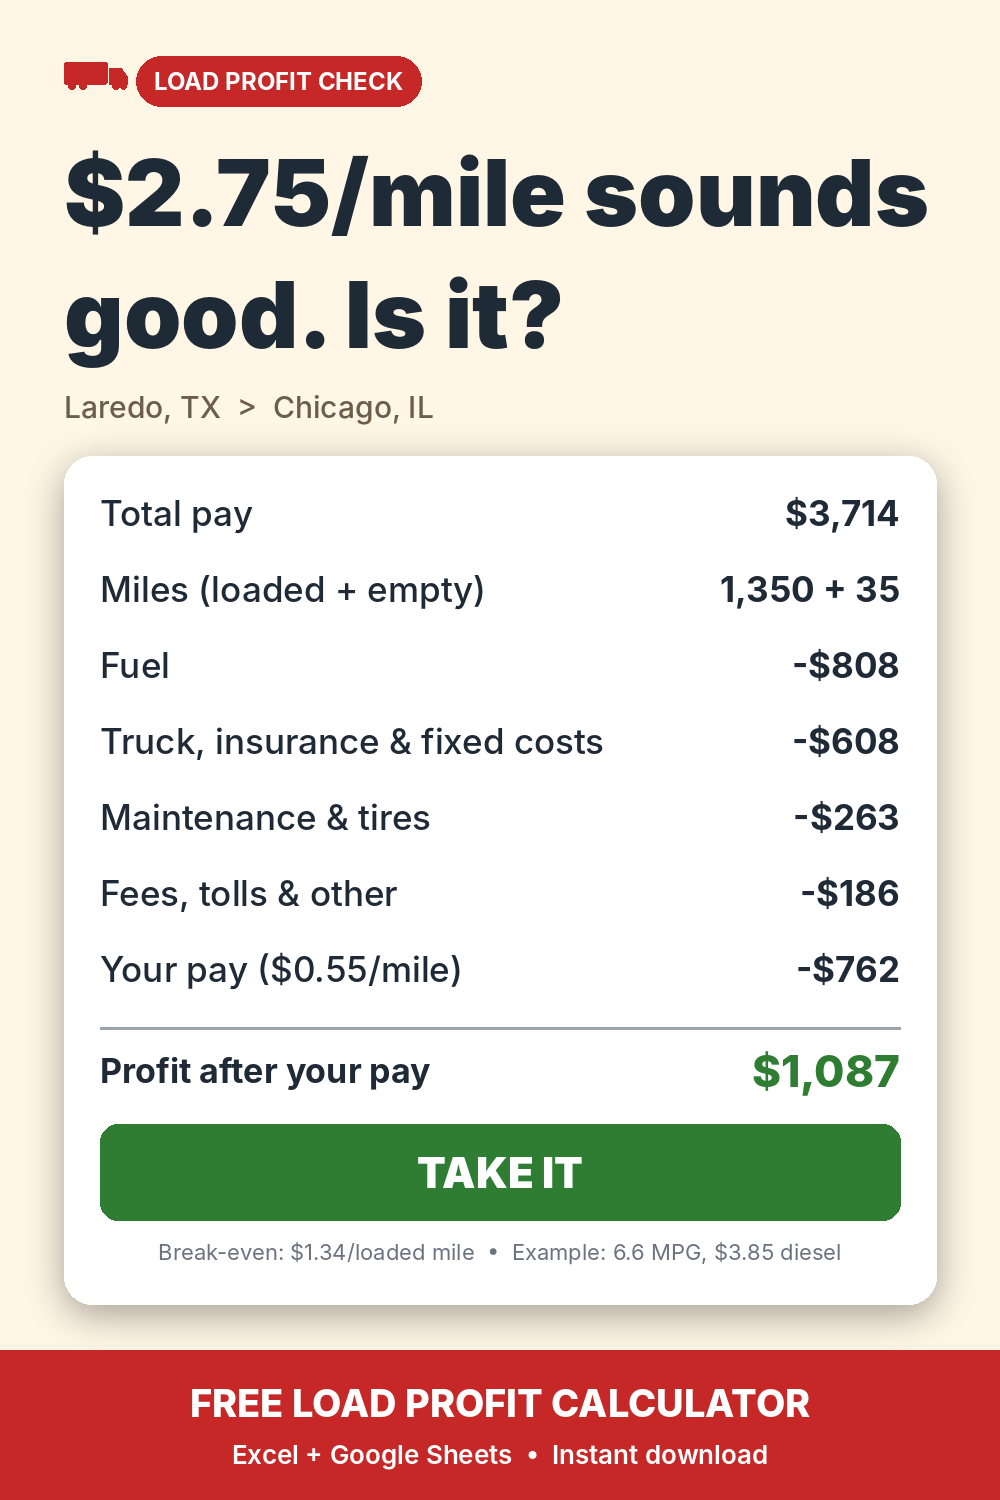 LOAD PROFIT CHECK
$2.75/mile sounds
good. Is it?
Laredo, TX > Chicago, IL
Total pay $3,714
Miles (loaded + empty) 1,350 + 35
Fuel -$808
Truck, insurance & fixed costs -$608
Maintenance & tires -$263
Fees, tolls & other -$186
Your pay ($0.55/mile) -$762
Profit after your pay $1,087
TAKE IT
Break-even: $1.34/loaded mile • Example: 6.6 MPG, $3.85 diesel
FREE LOAD PROFIT CALCULATOR
Excel + Google Sheets • Instant download